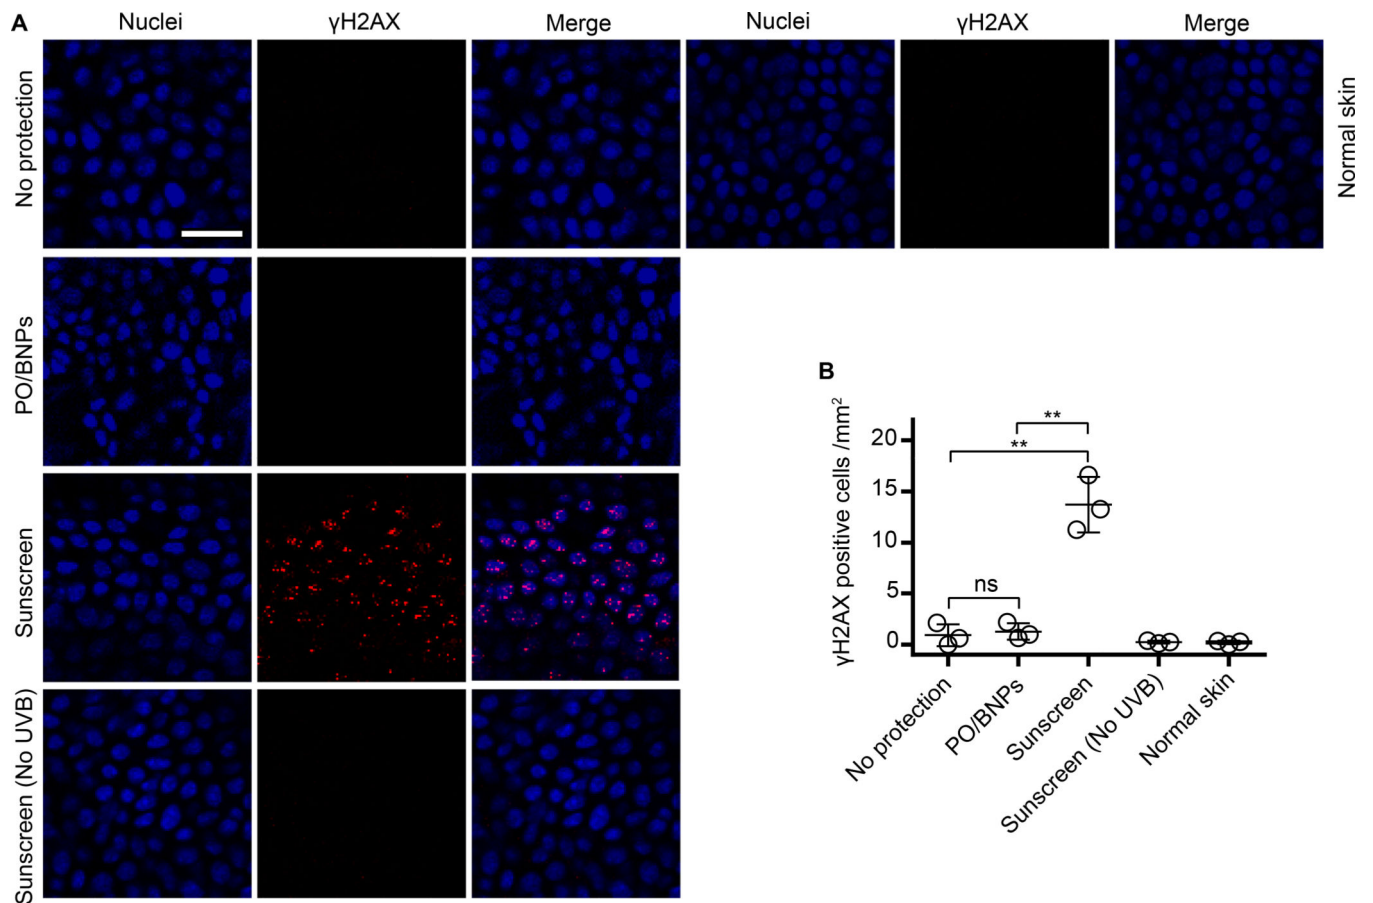 A
Nuclei γH2AX Merge Nuclei γH2AX Merge
No protection
Normal skin
PO/BNPs
Sunscreen
Sunscreen (No UVB)
B
γH2AX positive cells /mm²
20
15
10
5
0
**
**
ns
No protection
PO/BNPs
Sunscreen
Sunscreen (No UVB)
Normal skin